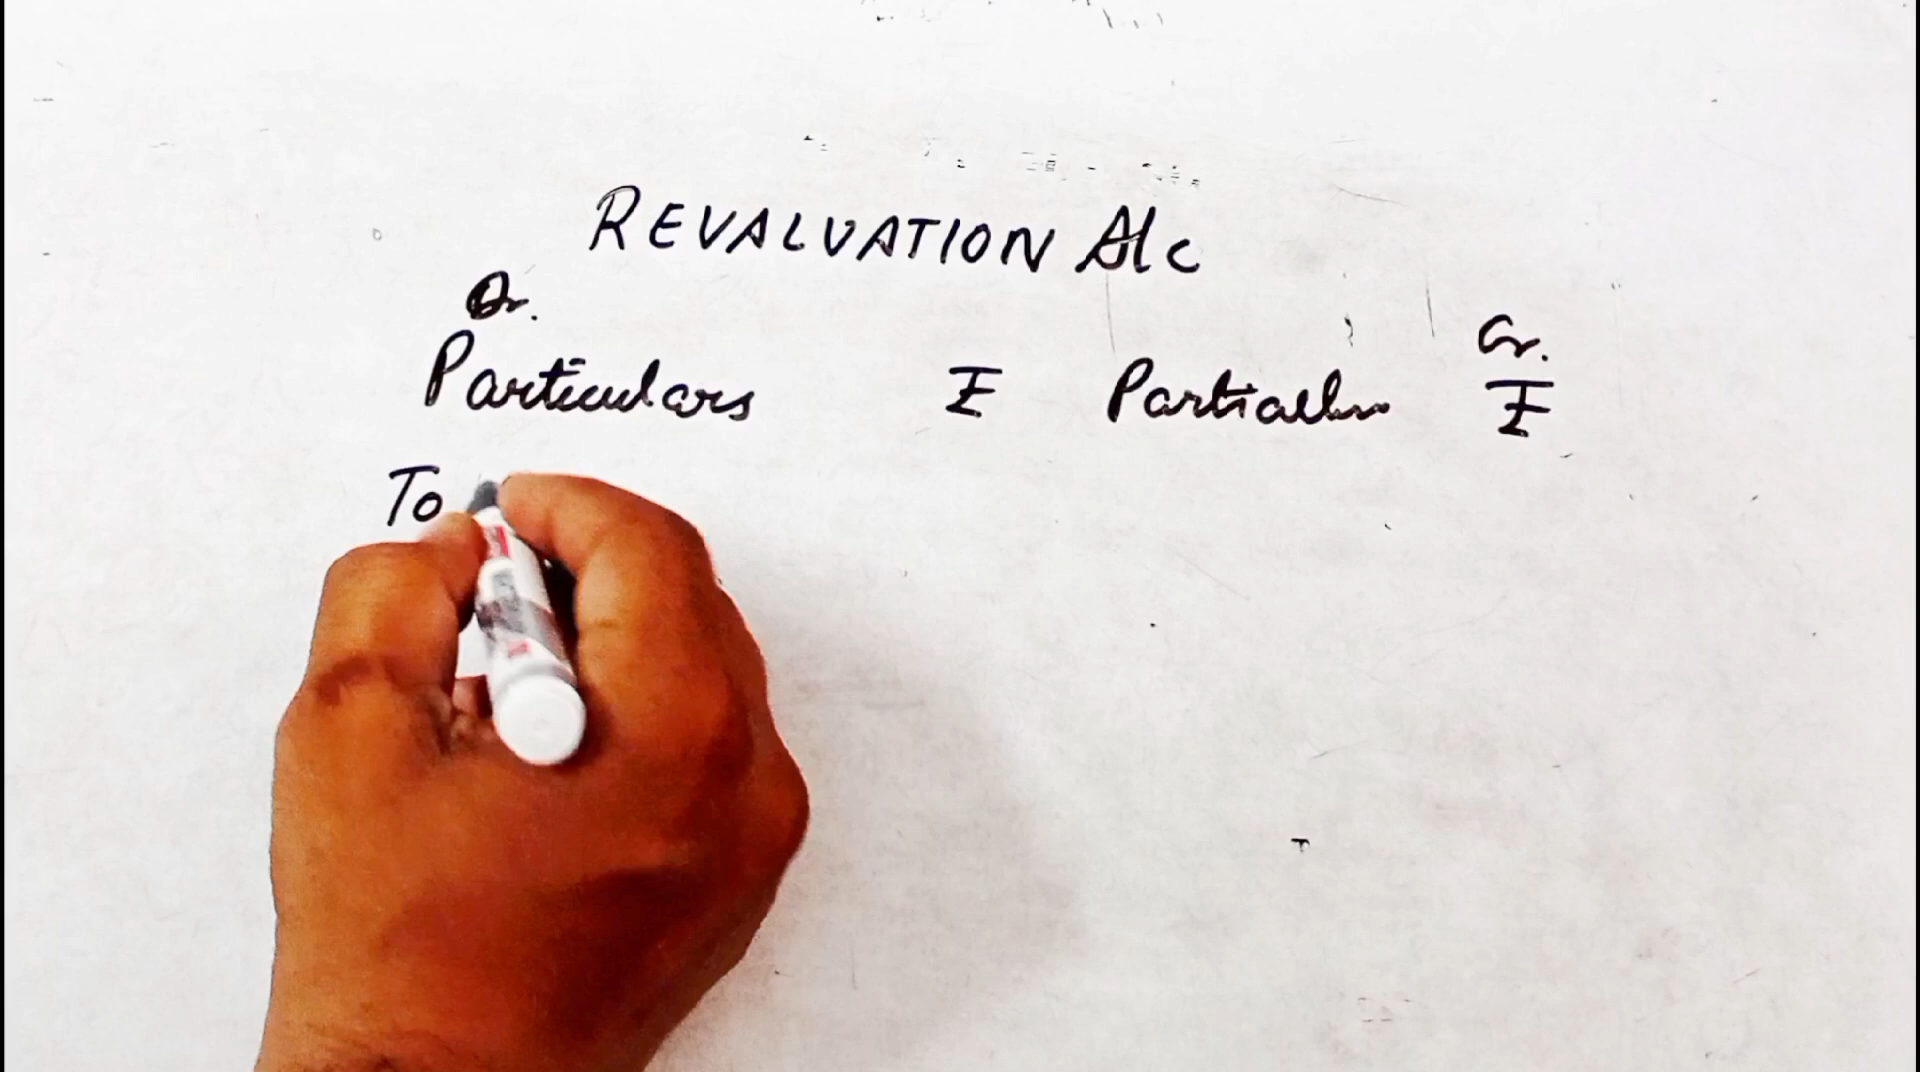 REVALUATION A/c
Dr.
Cr.
Particulars ₹ Particulars ₹
To